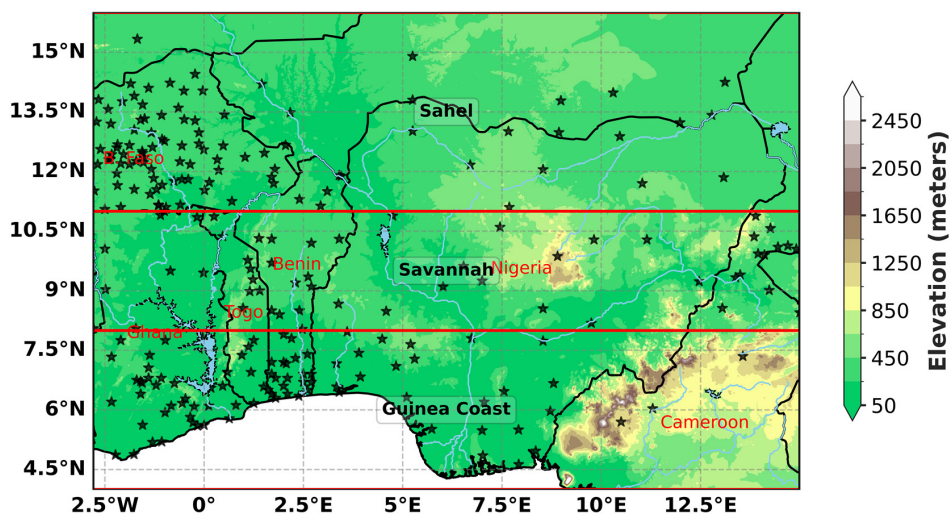 15°N
13.5°N
12°N
10.5°N
9°N
7.5°N
6°N
4.5°N
2.5°W
0°
2.5°E
5°E
7.5°E
10°E
12.5°E
Sahel
B. Faso
Savannah
Nigeria
Benin
Togo
Ghana
Guinea Coast
Cameroon
2450
2050
1650
1250
850
450
50
Elevation (meters)